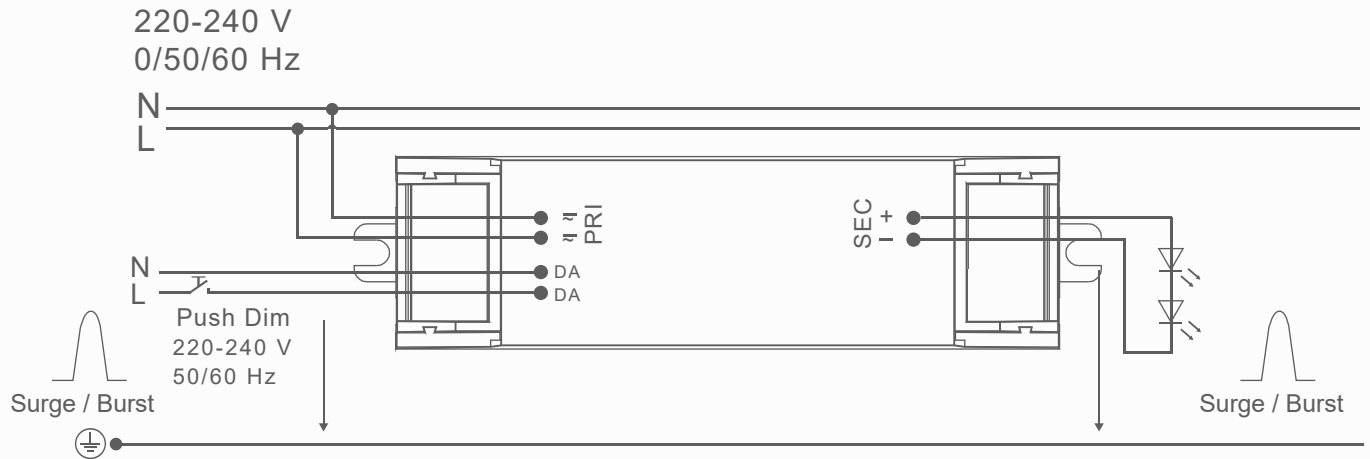 220-240 V
0/50/60 Hz
N
L
PRI
SEC
+
-
N
L
DA
DA
Push Dim
220-240 V
50/60 Hz
Surge / Burst
Surge / Burst